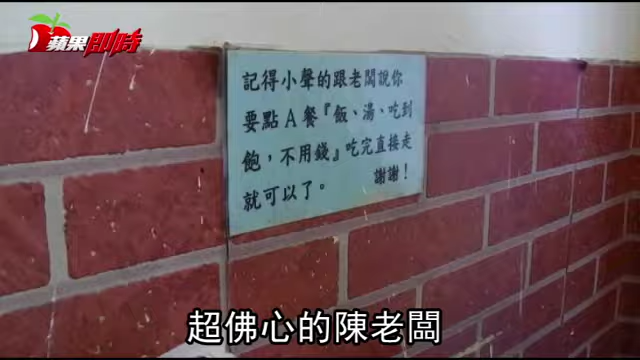 蘋果即時
記得小聲的跟老闆說你
要點A餐『飯、湯、吃到
飽，不用錢』吃完直接走
就可以了。 謝謝！
超佛心的陳老闆